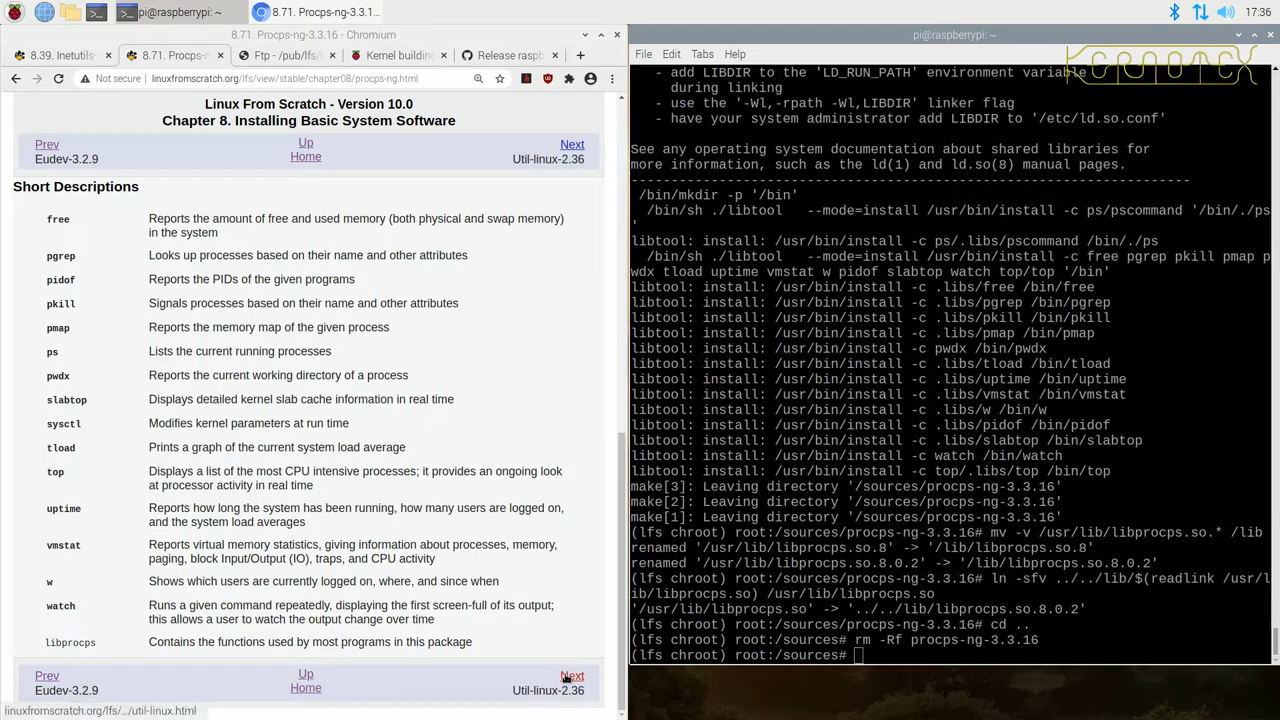 pi@raspberrypi: ~
8.71. Procps-ng-3.3.1...
17:36
8.71. Procps-ng-3.3.16 - Chromium
8.39. Inetutils-
8.71. Procps-n
Ftp - /pub/lfs/
Kernel building
Release raspb
Not secure
linuxfromscratch.org/lfs/view/stable/chapter08/procps-ng.html
Linux From Scratch - Version 10.0
Chapter 8. Installing Basic System Software
Prev
Up
Next
Eudev-3.2.9
Home
Util-linux-2.36
Short Descriptions
free Reports the amount of free and used memory (both physical and swap memory)
in the system
pgrep Looks up processes based on their name and other attributes
pidof Reports the PIDs of the given programs
pkill Signals processes based on their name and other attributes
pmap Reports the memory map of the given process
ps Lists the current running processes
pwdx Reports the current working directory of a process
slabtop Displays detailed kernel slab cache information in real time
sysctl Modifies kernel parameters at run time
tload Prints a graph of the current system load average
top Displays a list of the most CPU intensive processes; it provides an ongoing look
at processor activity in real time
uptime Reports how long the system has been running, how many users are logged on,
and the system load averages
vmstat Reports virtual memory statistics, giving information about processes, memory,
paging, block Input/Output (IO), traps, and CPU activity
w Shows which users are currently logged on, where, and since when
watch Runs a given command repeatedly, displaying the first screen-full of its output;
this allows a user to watch the output change over time
libprocps Contains the functions used by most programs in this package
Prev
Up
Next
Eudev-3.2.9
Home
Util-linux-2.36
linuxfromscratch.org/lfs/.../util-linux.html
pi@raspberrypi: ~
File Edit Tabs Help
- add LIBDIR to the 'LD_RUN_PATH' environment variable
during linking
- use the '-Wl,-rpath -Wl,LIBDIR' linker flag
- have your system administrator add LIBDIR to '/etc/ld.so.conf'
See any operating system documentation about shared libraries for
more information, such as the ld(1) and ld.so(8) manual pages.
----------------------------------------------------------------------
/bin/mkdir -p '/bin'
/bin/sh ./libtool   --mode=install /usr/bin/install -c ps/pscommand '/bin/./ps
'
libtool: install: /usr/bin/install -c ps/.libs/pscommand /bin/./ps
/bin/sh ./libtool   --mode=install /usr/bin/install -c free pgrep pkill pmap p
wdx tload uptime vmstat w pidof slabtop watch top/top '/bin'
libtool: install: /usr/bin/install -c .libs/free /bin/free
libtool: install: /usr/bin/install -c .libs/pgrep /bin/pgrep
libtool: install: /usr/bin/install -c .libs/pkill /bin/pkill
libtool: install: /usr/bin/install -c .libs/pmap /bin/pmap
libtool: install: /usr/bin/install -c pwdx /bin/pwdx
libtool: install: /usr/bin/install -c .libs/tload /bin/tload
libtool: install: /usr/bin/install -c .libs/uptime /bin/uptime
libtool: install: /usr/bin/install -c .libs/vmstat /bin/vmstat
libtool: install: /usr/bin/install -c .libs/w /bin/w
libtool: install: /usr/bin/install -c .libs/pidof /bin/pidof
libtool: install: /usr/bin/install -c .libs/slabtop /bin/slabtop
libtool: install: /usr/bin/install -c watch /bin/watch
libtool: install: /usr/bin/install -c top/.libs/top /bin/top
make[3]: Leaving directory '/sources/procps-ng-3.3.16'
make[2]: Leaving directory '/sources/procps-ng-3.3.16'
make[1]: Leaving directory '/sources/procps-ng-3.3.16'
(lfs chroot) root:/sources/procps-ng-3.3.16# mv -v /usr/lib/libprocps.so.* /lib
renamed '/usr/lib/libprocps.so.8' -> '/lib/libprocps.so.8'
renamed '/usr/lib/libprocps.so.8.0.2' -> '/lib/libprocps.so.8.0.2'
(lfs chroot) root:/sources/procps-ng-3.3.16# ln -sfv ../../lib/$(readlink /usr/l
ib/libprocps.so) /usr/lib/libprocps.so
'/usr/lib/libprocps.so' -> '../../lib/libprocps.so.8.0.2'
(lfs chroot) root:/sources/procps-ng-3.3.16# cd ..
(lfs chroot) root:/sources# rm -Rf procps-ng-3.3.16
(lfs chroot) root:/sources#